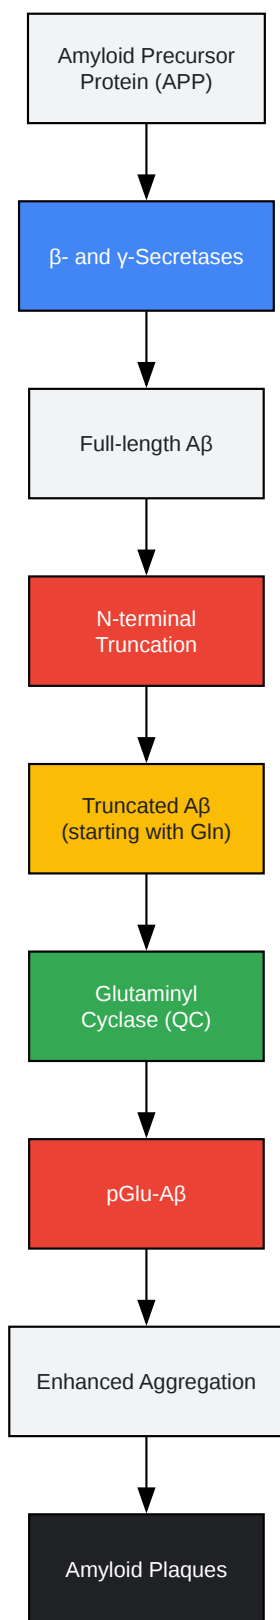 Amyloid Precursor
Protein (APP)
β- and γ-Secretases
Full-length Aβ
N-terminal
Truncation
Truncated Aβ
(starting with Gln)
Glutaminyl
Cyclase (QC)
pGlu-Aβ
Enhanced Aggregation
Amyloid Plaques